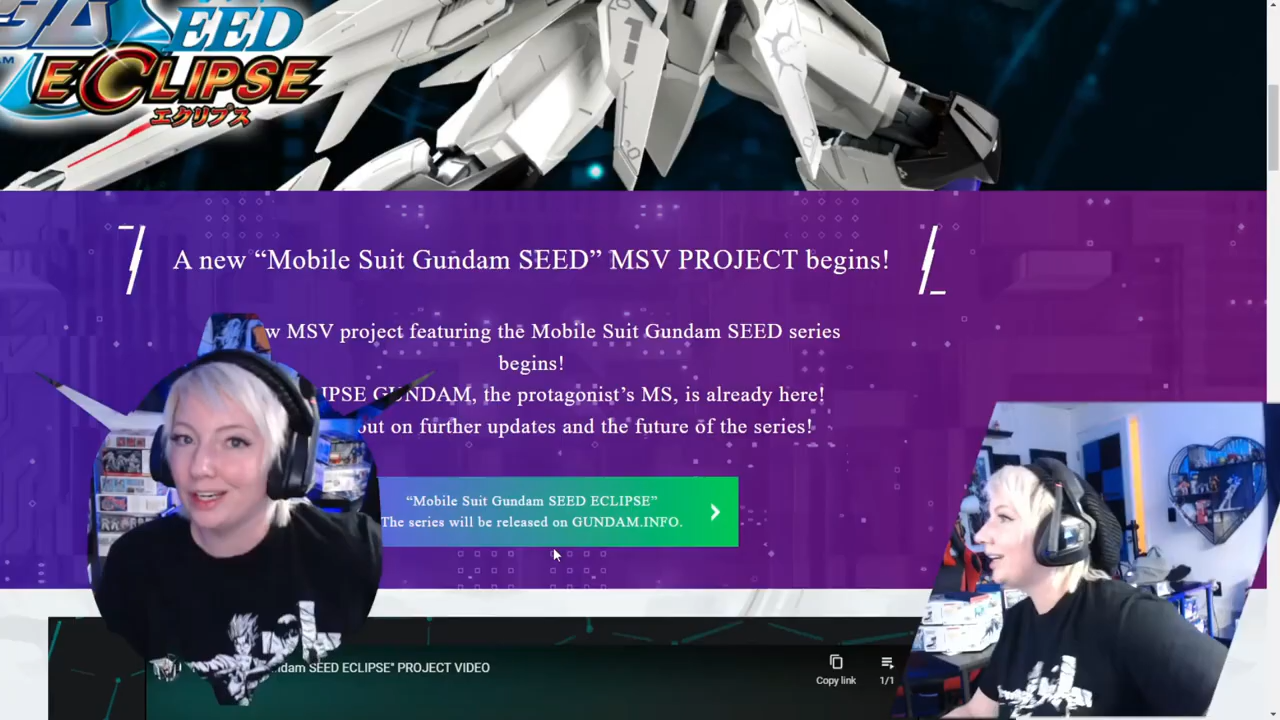 SEED
ECLIPSE
エクリプス
A new “Mobile Suit Gundam SEED” MSV PROJECT begins!
w MSV project featuring the Mobile Suit Gundam SEED series
begins!
IPSE GUNDAM, the protagonist’s MS, is already here!
out on further updates and the future of the series!
“Mobile Suit Gundam SEED ECLIPSE”
The series will be released on GUNDAM.INFO.
dam SEED ECLIPSE" PROJECT VIDEO
Copy link
1/1